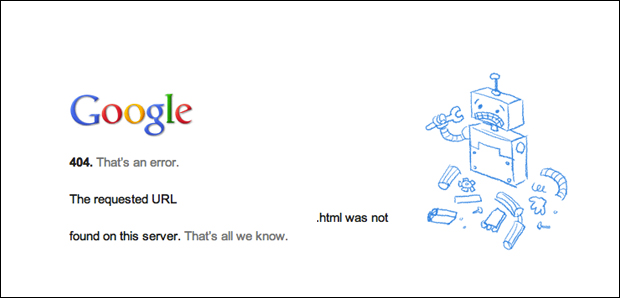 Google
404. That's an error.
The requested URL
.html was not
found on this server. That's all we know.